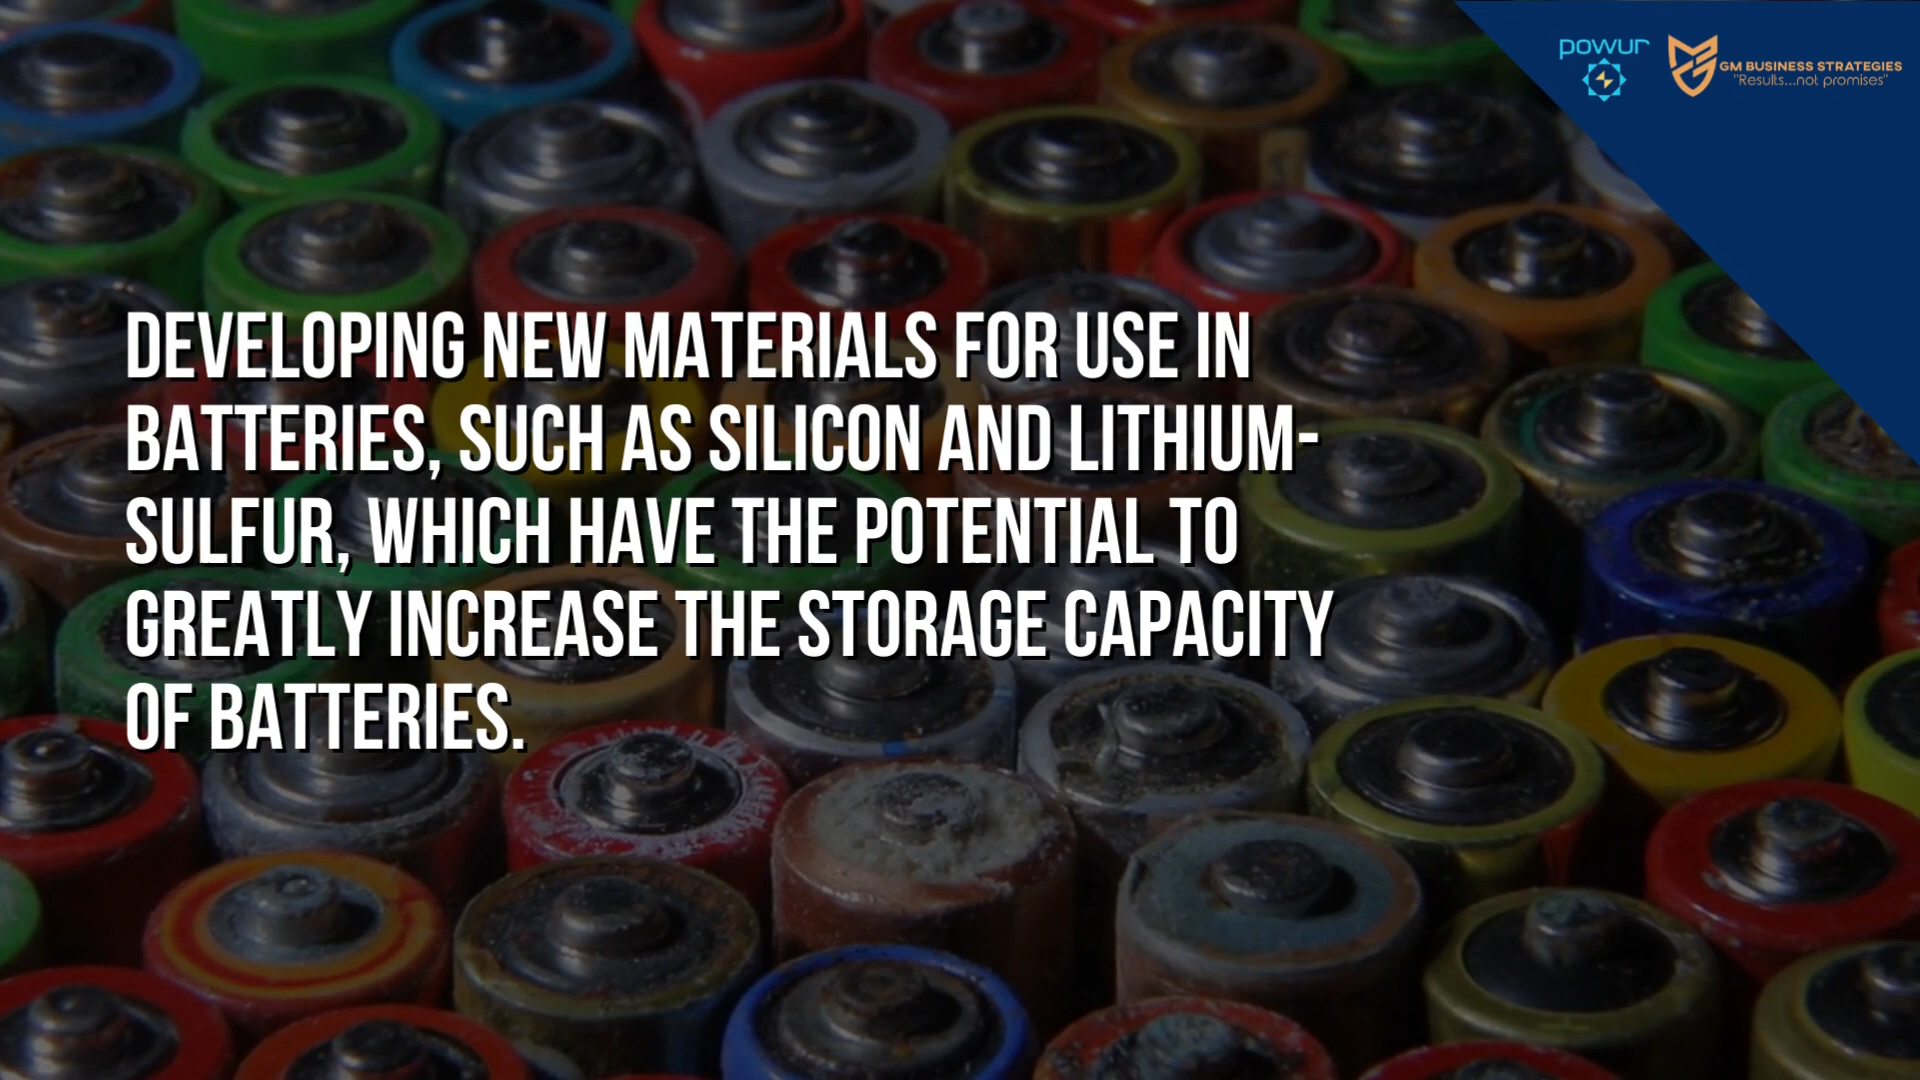 powur
GM BUSINESS STRATEGIES
"Results...not promises"
DEVELOPING NEW MATERIALS FOR USE IN
BATTERIES, SUCH AS SILICON AND LITHIUM-
SULFUR, WHICH HAVE THE POTENTIAL TO
GREATLY INCREASE THE STORAGE CAPACITY
OF BATTERIES.